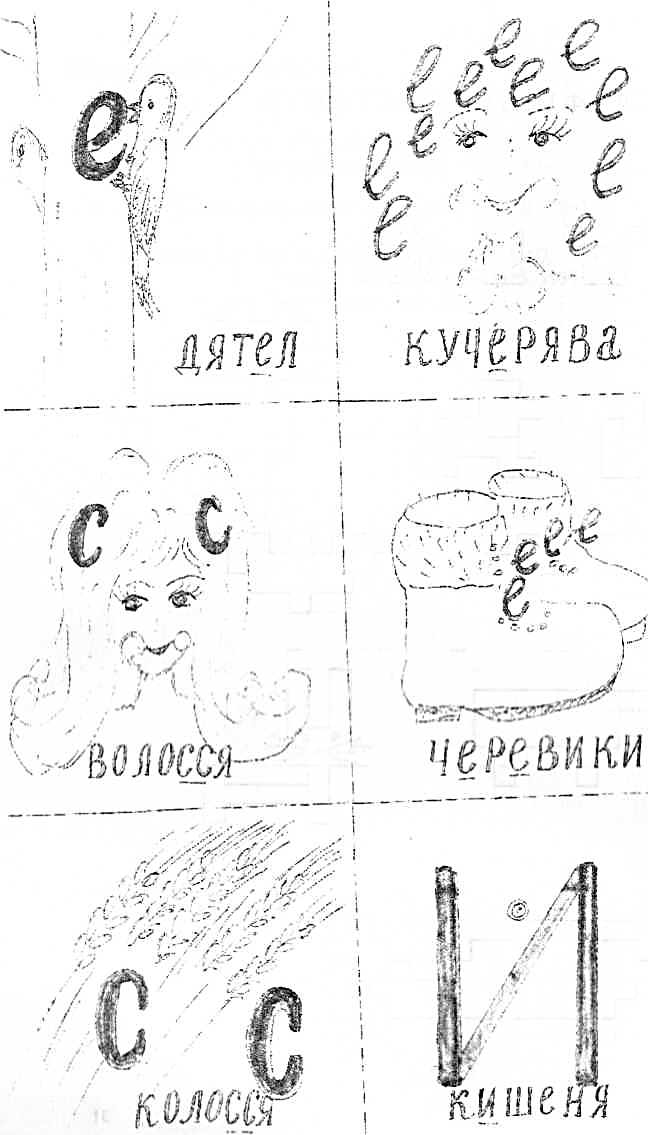 е
е е е е е е е е е е е
дятел
кучерява
с с
е е е е
волосся
черевики
с с
И
колосся
кишеня